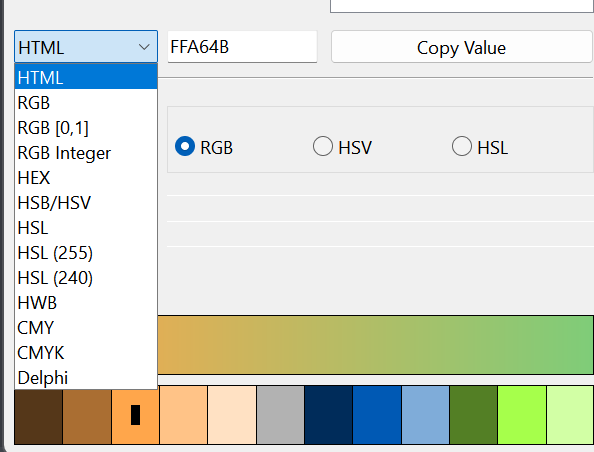 HTML FFA64B Copy Value
HTML
RGB
RGB [0,1]
RGB Integer
HEX
HSB/HSV
HSL
HSL (255)
HSL (240)
HWB
CMY
CMYK
Delphi
RGB HSV HSL